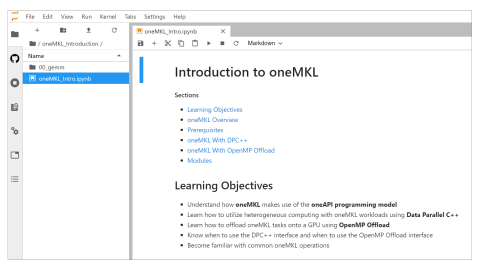 File Edit View Run Kernel Tabs Settings Help
oneMKL_Intro.ipynb
Markdown
/ oneMKL_Introduction /
Name
00_gemm
oneMKL_Intro.ipynb
Introduction to oneMKL
Sections
Learning Objectives
oneMKL Overview
Prerequisites
oneMKL With DPC++
oneMKL With OpenMP Offload
Modules
Learning Objectives
Understand how oneMKL makes use of the oneAPI programming model
Learn how to utilize heterogeneous computing with oneMKL workloads using Data Parallel C++
Learn how to offload oneMKL tasks onto a GPU using OpenMP Offload
Know when to use the DPC++ interface and when to use the OpenMP Offload interface
Become familiar with common oneMKL operations